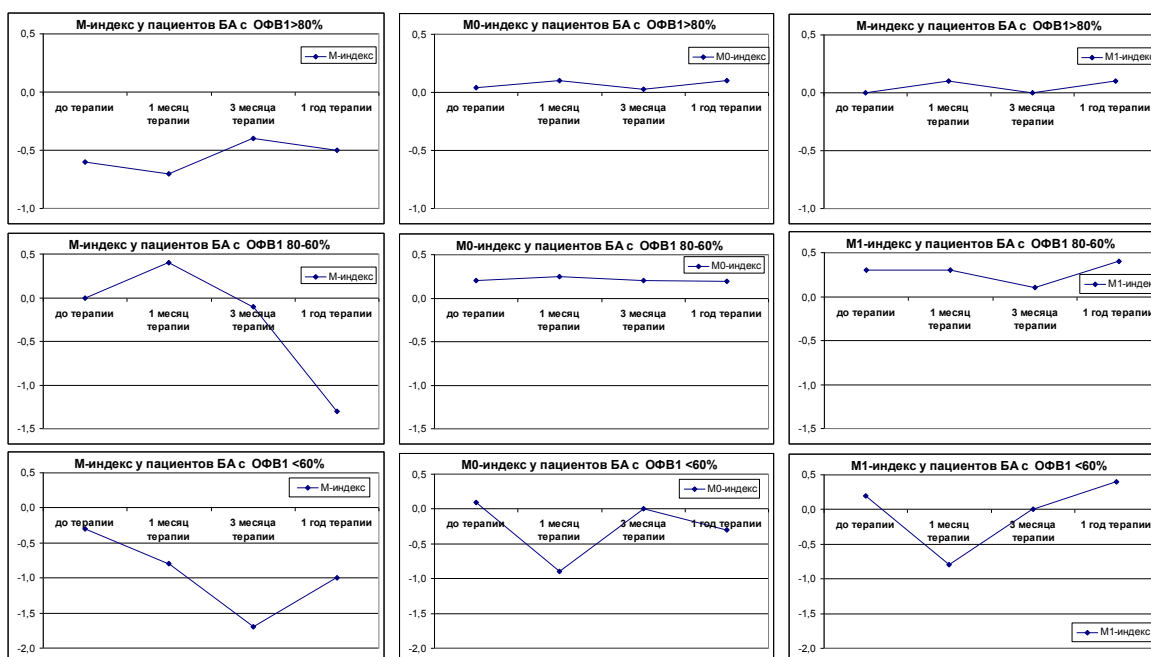 М-индекс у пациентов БА с ОФВ1>80%
0,5
М-индекс
0,0
до терапии
1 месяц
терапии
3 месяца
терапии
1 год терапии
-0,5
-1,0
М0-индекс у пациентов БА с ОФВ1>80%
0,5
М0-индекс
0,0
до терапии
1 месяц
терапии
3 месяца
терапии
1 год терапии
-0,5
-1,0
М-индекс у пациентов БА с ОФВ1>80%
0,5
М1-индекс
0,0
до терапии
1 месяц
терапии
3 месяца
терапии
1 год терапии
-0,5
-1,0
М-индекс у пациентов БА с ОФВ1 80-60%
0,5
М-индекс
0,0
до терапии
1 месяц
терапии
3 месяца
терапии
1 год терапии
-0,5
-1,0
-1,5
М0-индекс у пациентов БА с ОФВ1 80-60%
0,5
М0-индекс
0,0
до терапии
1 месяц
терапии
3 месяца
терапии
1 год терапии
-0,5
-1,0
-1,5
М1-индекс у пациентов БА с ОФВ1 80-60%
0,5
М1-индекс
0,0
до терапии
1 месяц
терапии
3 месяца
терапии
1 год терапии
-0,5
-1,0
-1,5
М-индекс у пациентов БА с ОФВ1 <60%
0,5
М-индекс
0,0
до терапии
1 месяц
терапии
3 месяца
терапии
1 год терапии
-0,5
-1,0
-1,5
-2,0
М0-индекс у пациентов БА с ОФВ1 <60%
0,5
М0-индекс
0,0
до терапии
1 месяц
терапии
3 месяца
терапии
1 год терапии
-0,5
-1,0
-1,5
-2,0
М1-индекс у пациентов БА с ОФВ1 <60%
0,5
0,0
до терапии
1 месяц
терапии
3 месяца
терапии
1 год терапии
-0,5
-1,0
-1,5
М1-индекс
-2,0